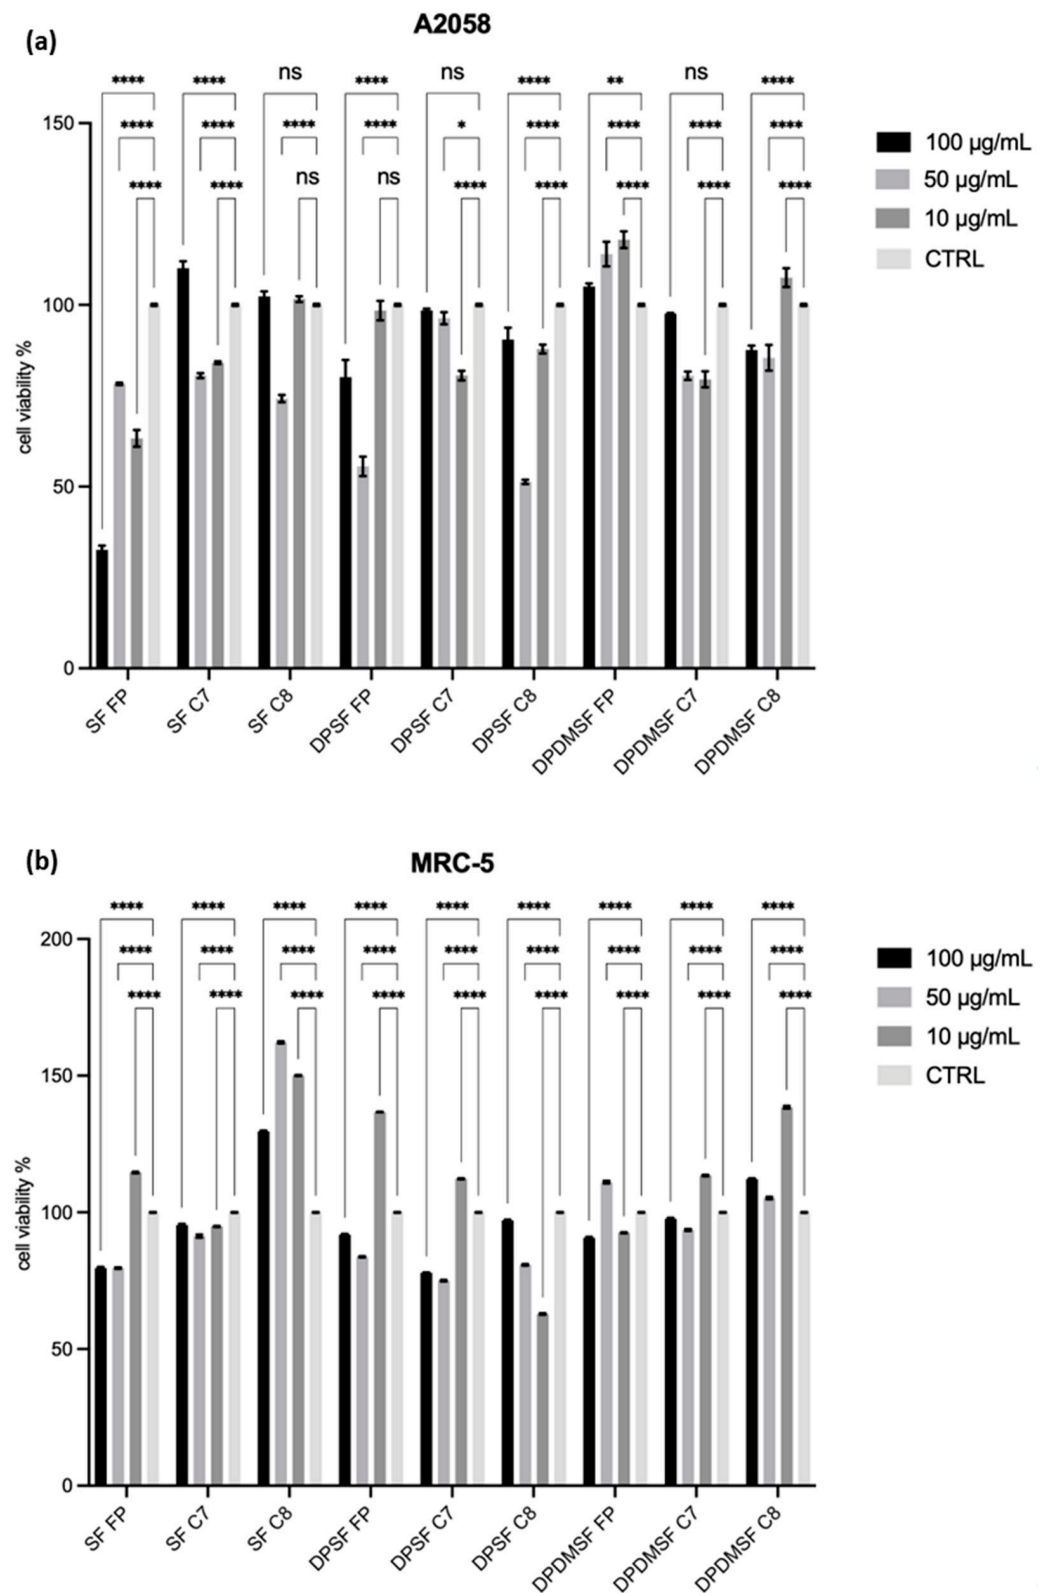 (a)
A2058
**** **** ns **** ns **** ** ns ****
**** **** **** **** * **** **** **** ****
**** **** ns ns **** **** **** **** ****
150
100
50
0
cell viability %
100 µg/mL
50 µg/mL
10 µg/mL
CTRL
SF FP
SF C7
SF C8
DPSF FP
DPSF C7
DPSF C8
DPDMSF FP
DPDMSF C7
DPDMSF C8
(b)
MRC-5
**** **** **** **** **** **** **** **** ****
**** **** **** **** **** **** **** **** ****
**** **** **** **** **** **** **** **** ****
200
150
100
50
0
cell viability %
100 µg/mL
50 µg/mL
10 µg/mL
CTRL
SF FP
SF C7
SF C8
DPSF FP
DPSF C7
DPSF C8
DPDMSF FP
DPDMSF C7
DPDMSF C8